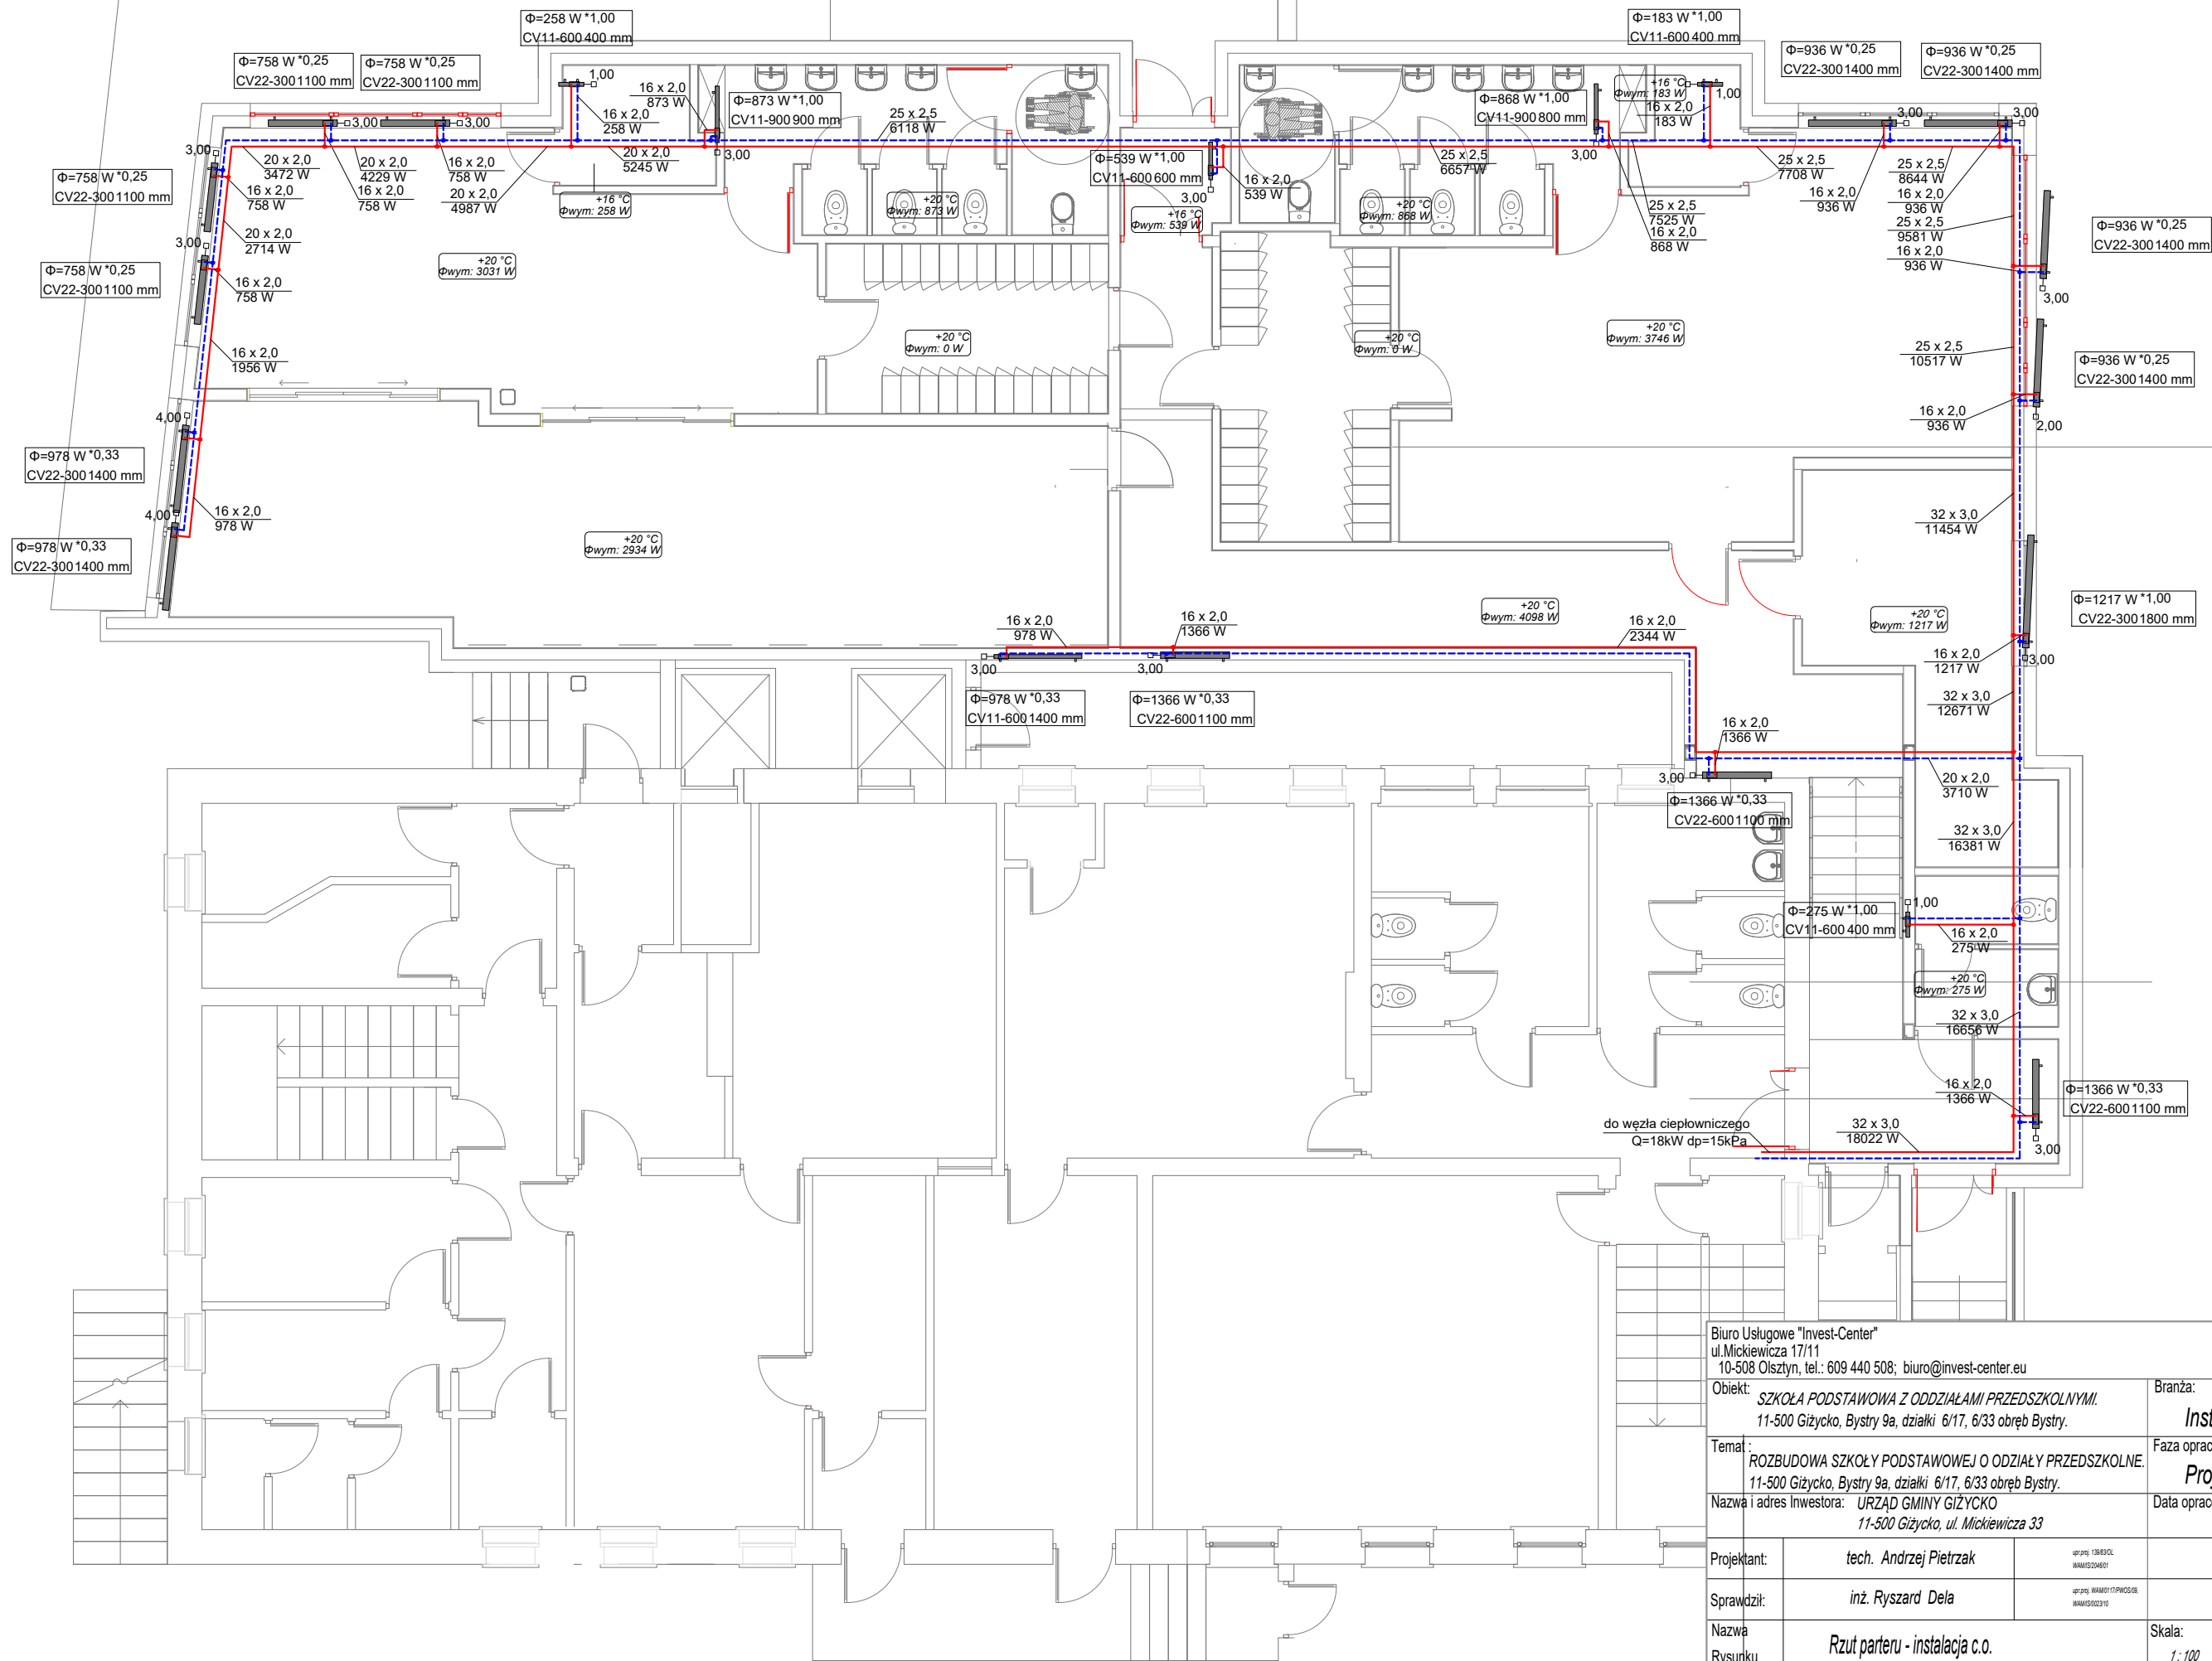 Φ=258 W *1,00
CV11-600 400 mm
Φ=183 W *1,00
CV11-600 400 mm
Φ=758 W *0,25
CV22-300 1100 mm
Φ=758 W *0,25
CV22-300 1100 mm
Φ=936 W *0,25
CV22-300 1400 mm
Φ=936 W *0,25
CV22-300 1400 mm
1,00
16 x 2,0
873 W
Φ=873 W *1,00
CV11-900 900 mm
16 x 2,0
258 W
25 x 2,5
6118 W
Φ=868 W *1,00
CV11-900 800 mm
+16 °C
Φwym: 183 W
16 x 2,0
183 W
1,00
3,00
3,00
3,00
3,00
3,00
20 x 2,0
3472 W
20 x 2,0
4229 W
16 x 2,0
758 W
20 x 2,0
5245 W
3,00
Φ=539 W *1,00
CV11-600 600 mm
3,00
25 x 2,5
6657 W
3,00
25 x 2,5
7708 W
25 x 2,5
8644 W
Φ=758 W *0,25
CV22-300 1100 mm
16 x 2,0
758 W
16 x 2,0
758 W
20 x 2,0
4987 W
+16 °C
Φwym: 258 W
+20 °C
Φwym: 873 W
+16 °C
Φwym: 539 W
16 x 2,0
539 W
+20 °C
Φwym: 868 W
25 x 2,5
7525 W
16 x 2,0
868 W
16 x 2,0
936 W
16 x 2,0
936 W
25 x 2,5
9581 W
16 x 2,0
936 W
Φ=936 W *0,25
CV22-300 1400 mm
3,00
20 x 2,0
2714 W
3,00
Φ=758 W *0,25
CV22-300 1100 mm
16 x 2,0
758 W
+20 °C
Φwym: 3031 W
+20 °C
Φwym: 0 W
+20 °C
Φwym: 0 W
+20 °C
Φwym: 3746 W
16 x 2,0
1956 W
25 x 2,5
10517 W
Φ=936 W *0,25
CV22-300 1400 mm
4,00
16 x 2,0
936 W
2,00
Φ=978 W *0,33
CV22-300 1400 mm
16 x 2,0
978 W
4,00
32 x 3,0
11454 W
Φ=978 W *0,33
CV22-300 1400 mm
+20 °C
Φwym: 2934 W
+20 °C
Φwym: 4098 W
+20 °C
Φwym: 1217 W
Φ=1217 W *1,00
CV22-300 1800 mm
16 x 2,0
978 W
16 x 2,0
1366 W
16 x 2,0
2344 W
3,00
3,00
16 x 2,0
1217 W
3,00
Φ=978 W *0,33
CV11-600 1400 mm
Φ=1366 W *0,33
CV22-600 1100 mm
32 x 3,0
12671 W
16 x 2,0
1366 W
3,00
20 x 2,0
3710 W
Φ=1366 W *0,33
CV22-600 1100 mm
32 x 3,0
16381 W
Φ=275 W *1,00
CV11-600 400 mm
1,00
16 x 2,0
275 W
+20 °C
Φwym: 275 W
32 x 3,0
16656 W
16 x 2,0
1366 W
Φ=1366 W *0,33
CV22-600 1100 mm
3,00
do węzła ciepłowniczego
Q=18kW dp=15kPa
32 x 3,0
18022 W
Biuro Usługowe "Invest-Center"
ul.Mickiewicza 17/11
10-508 Olsztyn, tel.: 609 440 508; biuro@invest-center.eu
Obiekt: SZKOŁA PODSTAWOWA Z ODDZIAŁAMI PRZEDSZKOLNYMI.
11-500 Giżycko, Bystry 9a, działki 6/17, 6/33 obręb Bystry.
Branża:
Inst
Temat : ROZBUDOWA SZKOŁY PODSTAWOWEJ O ODZIAŁY PRZEDSZKOLNE.
11-500 Giżycko, Bystry 9a, działki 6/17, 6/33 obręb Bystry.
Faza oprac
Proj
Nazwa i adres Inwestora: URZĄD GMINY GIŻYCKO
11-500 Giżycko, ul. Mickiewicza 33
Data oprac
Projektant: tech. Andrzej Pietrzak
Sprawdził: inż. Ryszard Dela
Nazwa
Rysunku
Rzut parteru - instalacja c.o.
Skala:
1 : 100